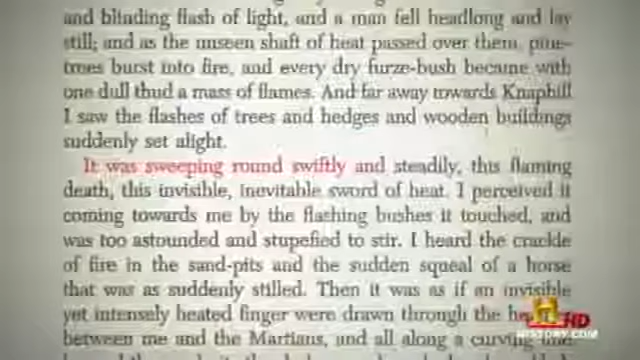 and blinding flash of light, and a man fell headlong and lay
still; and as the unseen shaft of heat passed over them, pine-
trees burst into fire, and every dry furze-bush became with
one dull thud a mass of flames. And far away towards Knaphill
I saw the flashes of trees and hedges and wooden buildings
suddenly set alight.
It was sweeping round swiftly and steadily, this flaming
death, this invisible, inevitable sword of heat. I perceived it
coming towards me by the flashing bushes it touched, and
was too astounded and stupefied to stir. I heard the crackle
of fire in the sand-pits and the sudden squeal of a horse
that was as suddenly stilled. Then it was as if an invisible
yet intensely heated finger were drawn through the
between me and the Martians, and all along a curving
H HD
HISTORY.COM